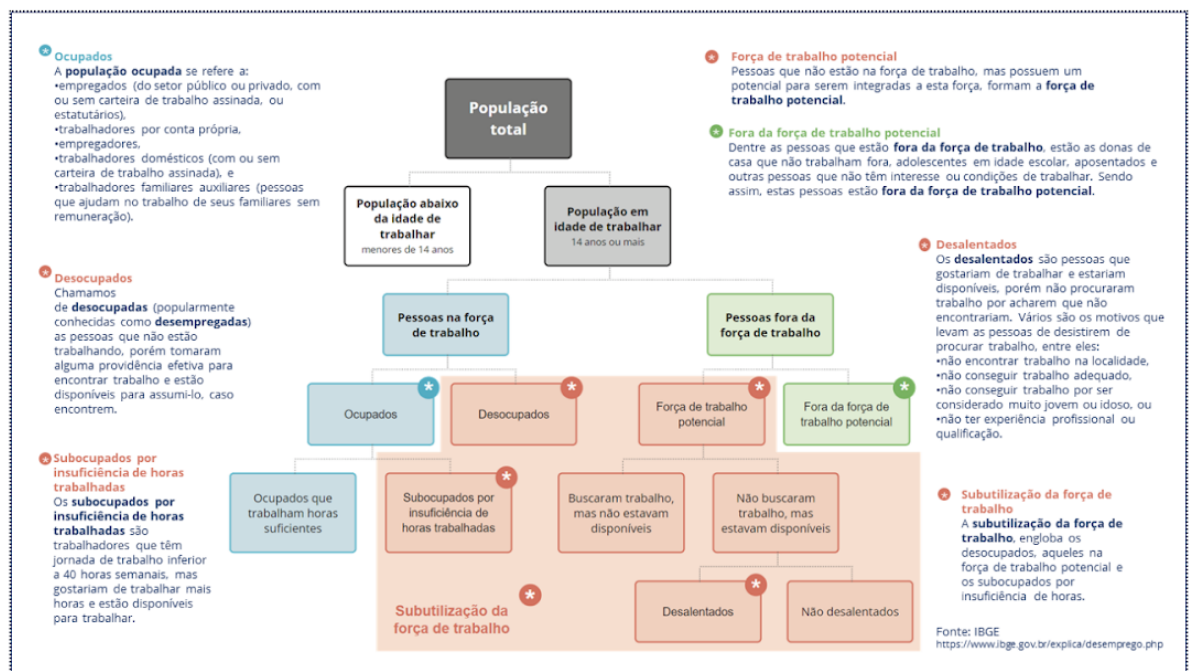 Ocupados
A população ocupada se refere a:
•empregados (do setor público ou privado, com
ou sem carteira de trabalho assinada, ou
estatutários),
•trabalhadores por conta própria,
•empregadores,
•trabalhadores domésticos (com ou sem
carteira de trabalho assinada), e
•trabalhadores familiares auxiliares (pessoas
que ajudam no trabalho de seus familiares sem
remuneração).
Desocupados
Chamamos
de desocupadas (popularmente
conhecidas como desempregadas)
as pessoas que não estão
trabalhando, porém tomaram
alguma providência efetiva para
encontrar trabalho e estão
disponíveis para assumi-lo, caso
encontrem.
Subocupados por
insuficiência de horas
trabalhadas
Os subocupados por
insuficiência de horas
trabalhadas são
trabalhadores que têm
jornada de trabalho inferior
a 40 horas semanais, mas
gostariam de trabalhar mais
horas e estão disponíveis
para trabalhar.
População
total
População abaixo
da idade de
trabalhar
menores de 14 anos
População em
idade de trabalhar
14 anos ou mais
Pessoas na força
de trabalho
Pessoas fora da
força de trabalho
Ocupados
Desocupados
Força de trabalho
potencial
Fora da força de
trabalho potencial
Ocupados que
trabalham horas
suficientes
Subocupados por
insuficiência de
horas trabalhadas
Buscaram trabalho,
mas não estavam
disponíveis
Não buscaram
trabalho, mas
estavam disponíveis
Desalentados
Não desalentados
Subutilização da
força de trabalho
Força de trabalho potencial
Pessoas que não estão na força de trabalho, mas possuem um
potencial para serem integradas a esta força, formam a força de
trabalho potencial.
Fora da força de trabalho potencial
Dentre as pessoas que estão fora da força de trabalho, estão as donas de
casa que não trabalham fora, adolescentes em idade escolar, aposentados e
outras pessoas que não têm interesse ou condições de trabalhar. Sendo
assim, estas pessoas estão fora da força de trabalho potencial.
Desalentados
Os desalentados são pessoas que
gostariam de trabalhar e estariam
disponíveis, porém não procuraram
trabalho por acharem que não
encontrariam. Vários são os motivos que
levam as pessoas de desistirem de
procurar trabalho, entre eles:
•não encontrar trabalho na localidade,
•não conseguir trabalho adequado,
•não conseguir trabalho por ser
considerado muito jovem ou idoso, ou
•não ter experiência profissional ou
qualificação.
Subutilização da força de
trabalho
A subutilização da força de
trabalho, engloba os
desocupados, aqueles na
força de trabalho potencial e
os subocupados por
insuficiência de horas.
Fonte: IBGE
https://www.ibge.gov.br/explica/desemprego.php